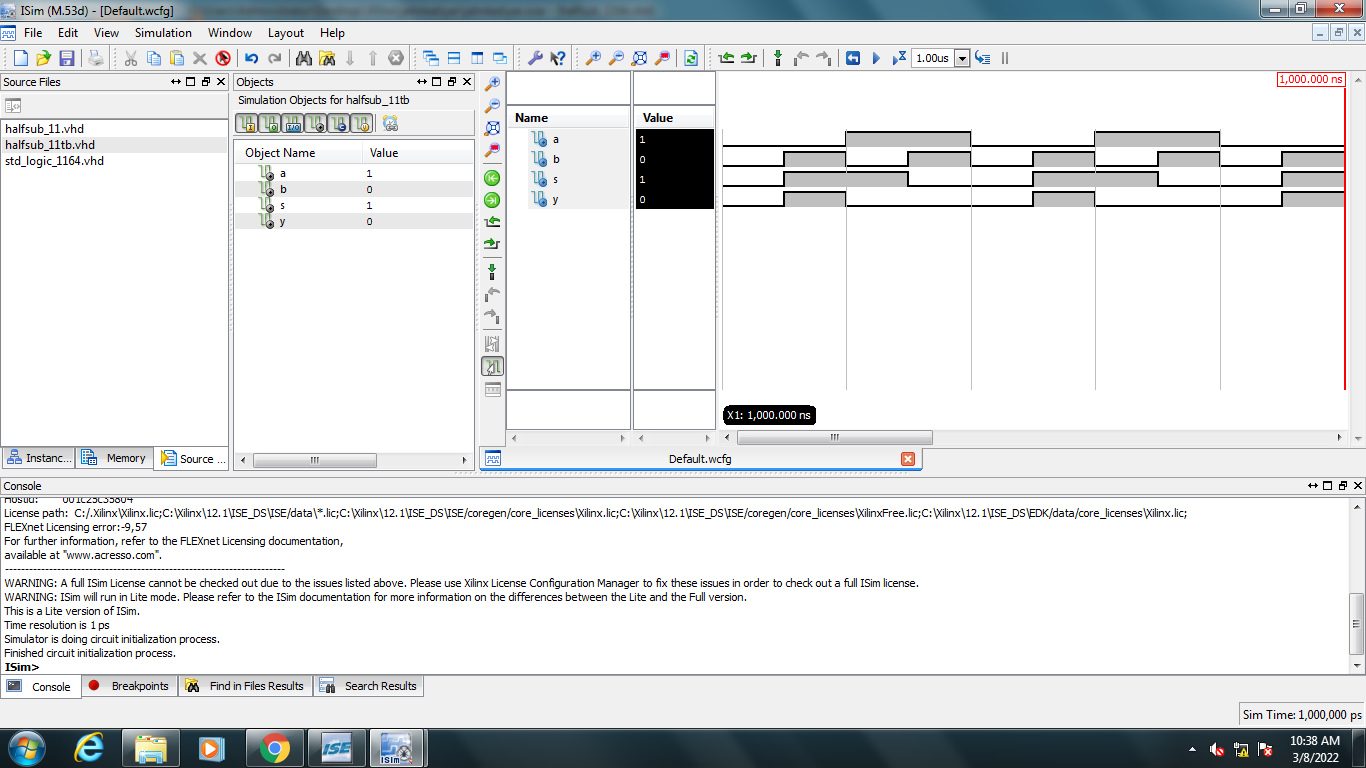 ISim (M.53d) - [Default.wcfg]
File Edit View Simulation Window Layout Help
1.00us
Source Files
Objects
Simulation Objects for halfsub_11tb
halfsub_11.vhd
halfsub_11tb.vhd
std_logic_1164.vhd
Object Name Value
a 1
b 0
s 1
y 0
Name Value
a 1
b 0
s 1
y 0
1,000.000 ns
X1: 1,000.000 ns
Instanc... Memory Source ...
Default.wcfg
Console
Hostid: 001c25c35804
License path: C:/.Xilinx\Xilinx.lic;C:\Xilinx\12.1\ISE_DS\ISE/data\*.lic;C:\Xilinx\12.1\ISE_DS\ISE/coregen/core_licenses\Xilinx.lic;C:\Xilinx\12.1\ISE_DS\ISE/coregen/core_licenses\XilinxFree.lic;C:\Xilinx\12.1\ISE_DS\EDK/data/core_licenses\Xilinx.lic;
FLEXnet Licensing error:-9,57
For further information, refer to the FLEXnet Licensing documentation,
available at "www.acresso.com".
----------------------------------------------------------------------
WARNING: A full ISim License cannot be checked out due to the issues listed above. Please use Xilinx License Configuration Manager to fix these issues in order to check out a full ISim license.
WARNING: ISim will run in Lite mode. Please refer to the ISim documentation for more information on the differences between the Lite and the Full version.
This is a Lite version of ISim.
Time resolution is 1 ps
Simulator is doing circuit initialization process.
Finished circuit initialization process.
ISim>
Console Breakpoints Find in Files Results Search Results
Sim Time: 1,000,000 ps
ISE
ISim
10:38 AM
3/8/2022